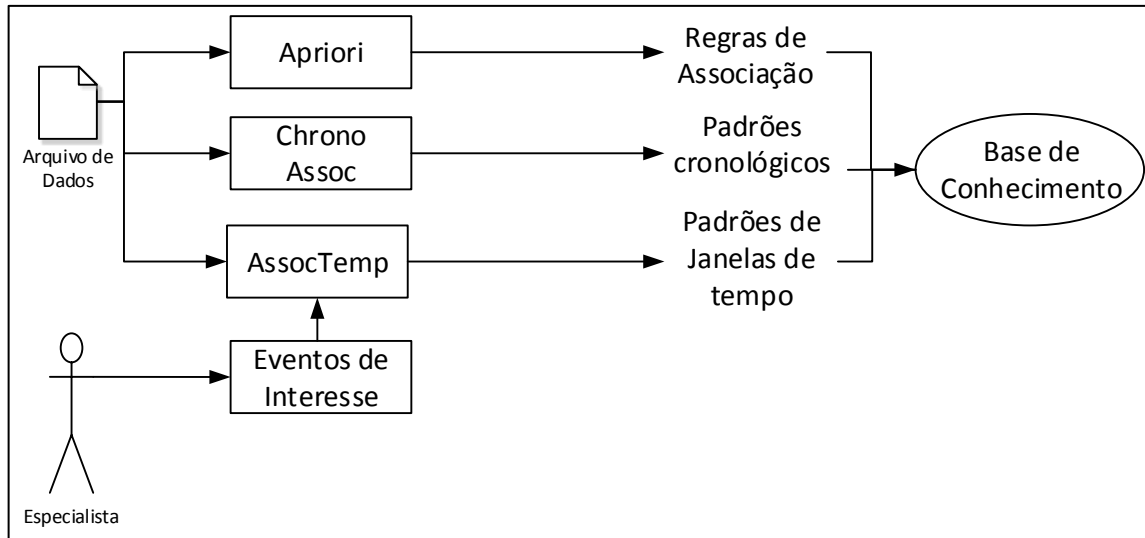 Apriori
Regras de
Associação
Arquivo de
Dados
Chrono
Assoc
Padrões
cronológicos
Base de
Conhecimento
AssocTemp
Padrões de
Janelas de
tempo
Eventos de
Interesse
Especialista